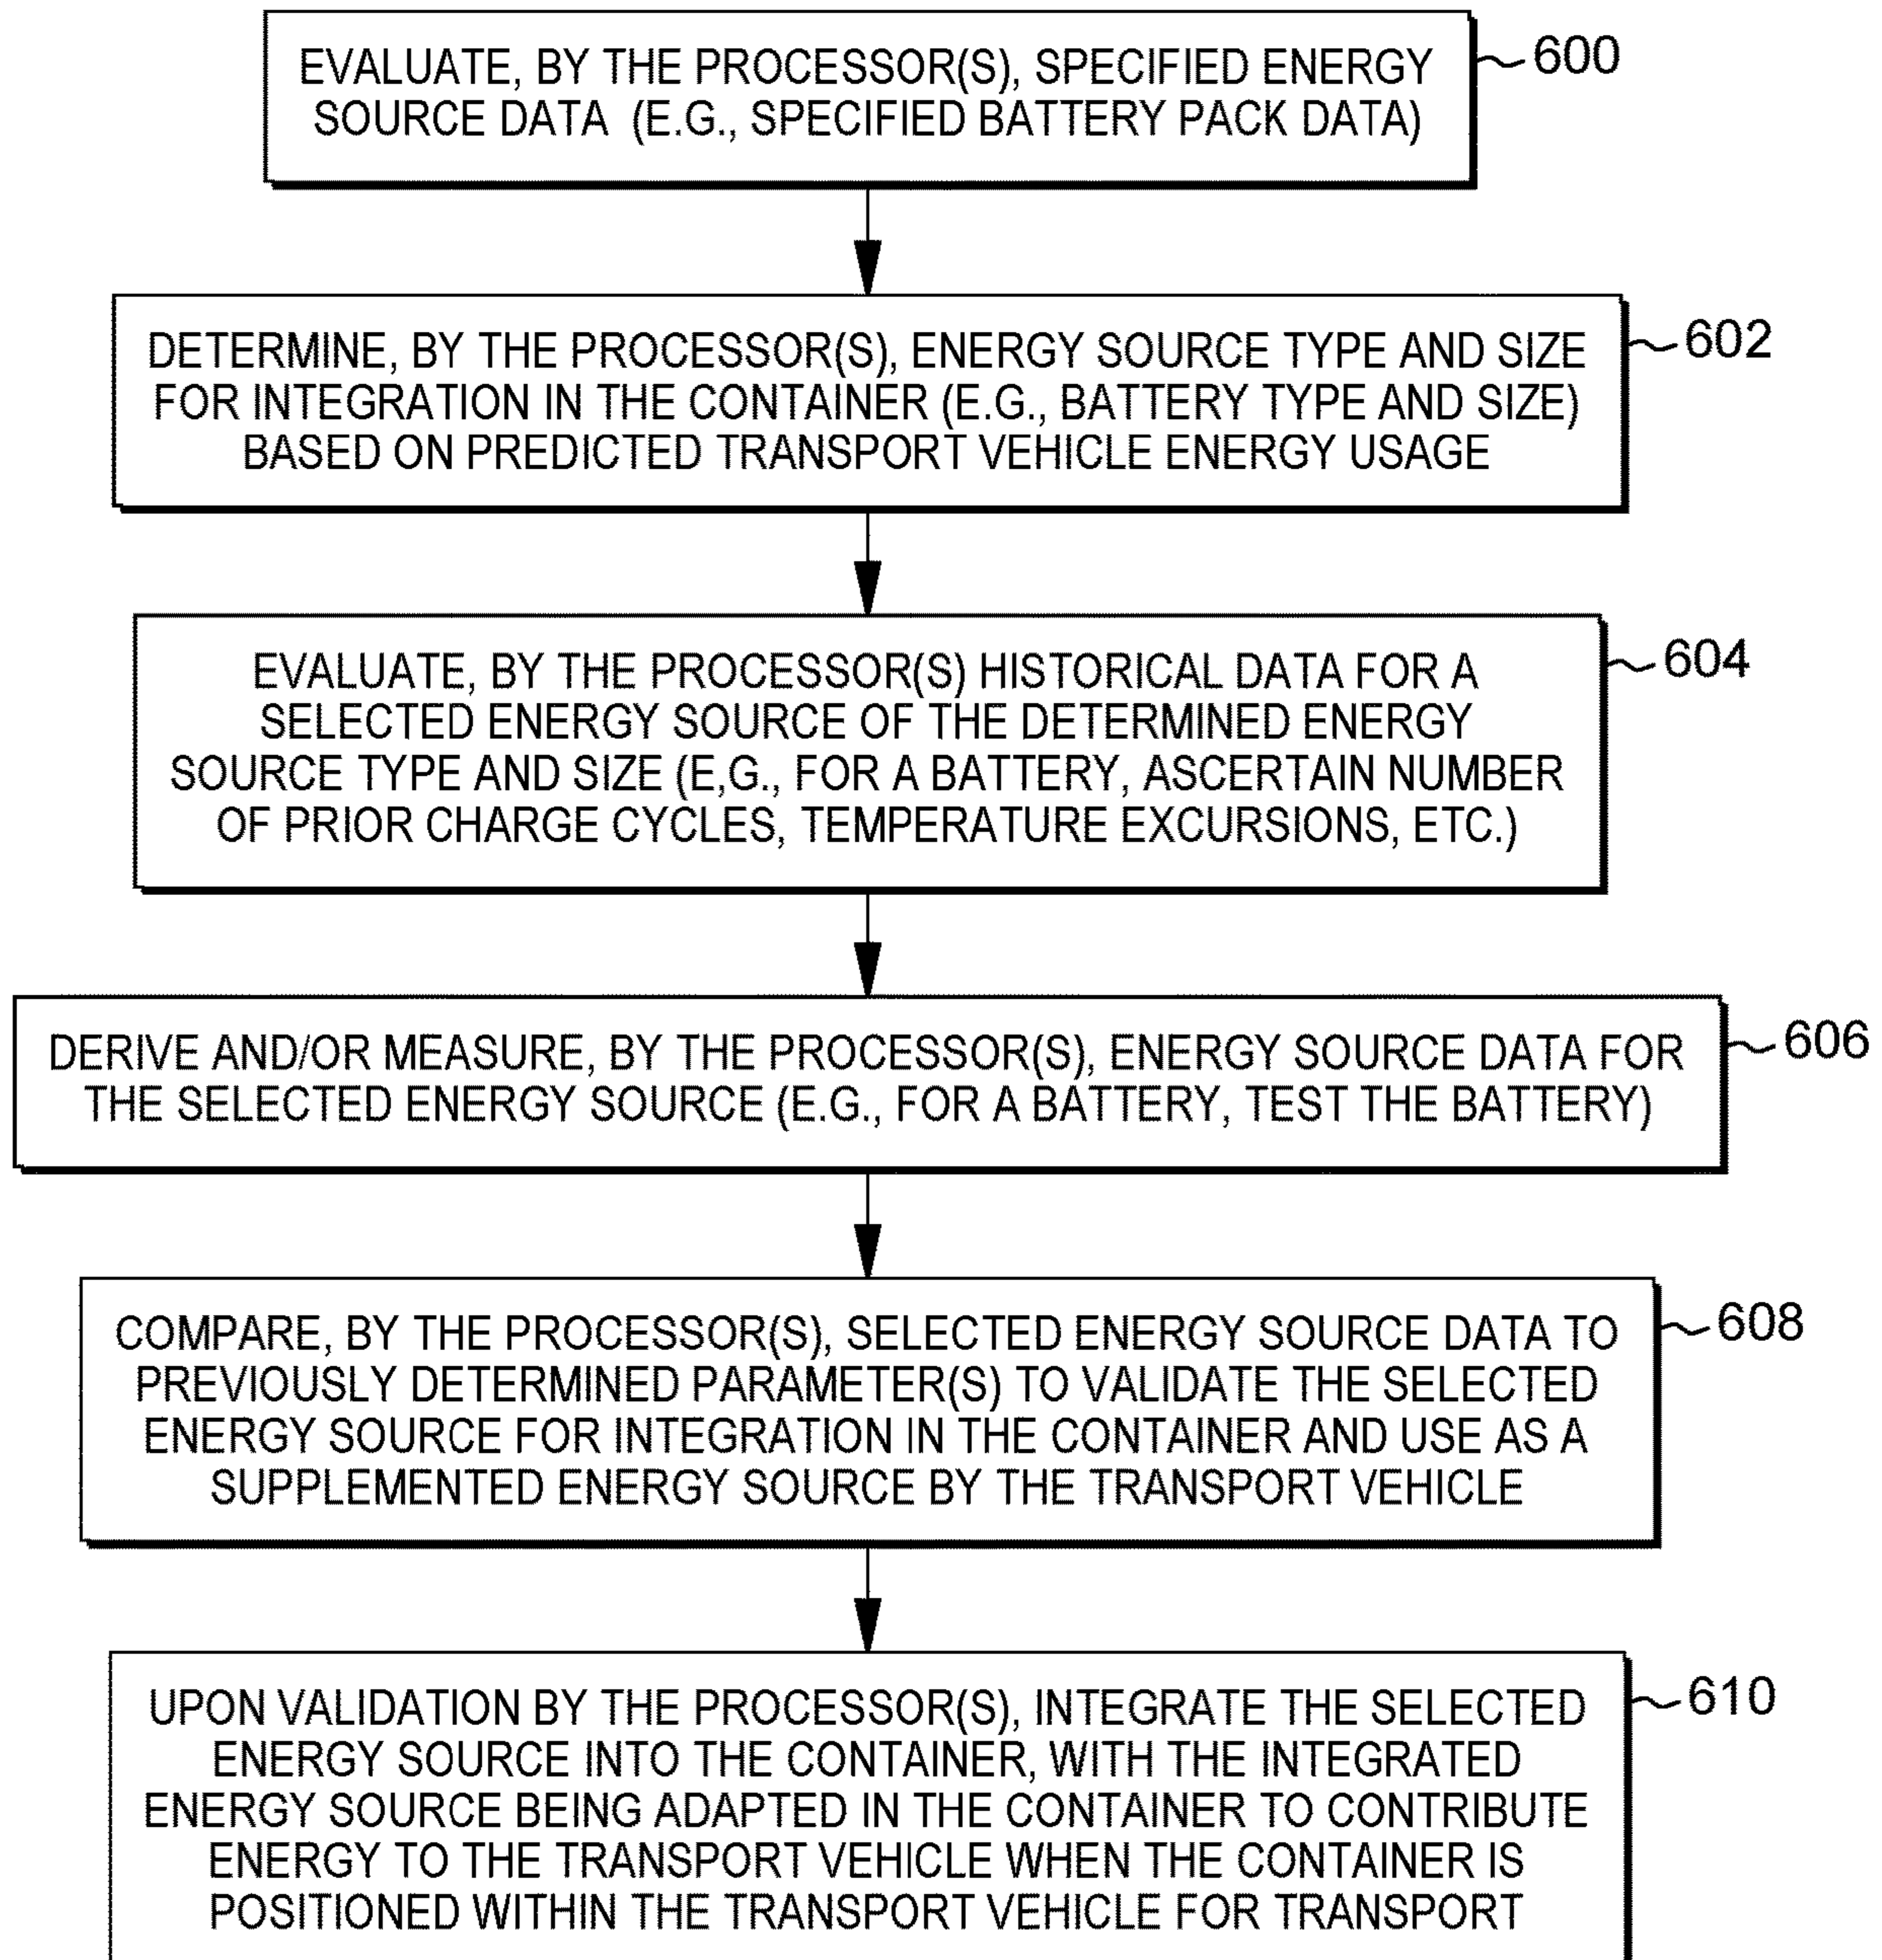 EVALUATE, BY THE PROCESSOR(S), SPECIFIED ENERGY
SOURCE DATA (E.G., SPECIFIED BATTERY PACK DATA)
600
DETERMINE, BY THE PROCESSOR(S), ENERGY SOURCE TYPE AND SIZE
FOR INTEGRATION IN THE CONTAINER (E.G., BATTERY TYPE AND SIZE)
BASED ON PREDICTED TRANSPORT VEHICLE ENERGY USAGE
602
EVALUATE, BY THE PROCESSOR(S) HISTORICAL DATA FOR A
SELECTED ENERGY SOURCE OF THE DETERMINED ENERGY
SOURCE TYPE AND SIZE (E,G., FOR A BATTERY, ASCERTAIN NUMBER
OF PRIOR CHARGE CYCLES, TEMPERATURE EXCURSIONS, ETC.)
604
DERIVE AND/OR MEASURE, BY THE PROCESSOR(S), ENERGY SOURCE DATA FOR
THE SELECTED ENERGY SOURCE (E.G., FOR A BATTERY, TEST THE BATTERY)
606
COMPARE, BY THE PROCESSOR(S), SELECTED ENERGY SOURCE DATA TO
PREVIOUSLY DETERMINED PARAMETER(S) TO VALIDATE THE SELECTED
ENERGY SOURCE FOR INTEGRATION IN THE CONTAINER AND USE AS A
SUPPLEMENTED ENERGY SOURCE BY THE TRANSPORT VEHICLE
608
UPON VALIDATION BY THE PROCESSOR(S), INTEGRATE THE SELECTED
ENERGY SOURCE INTO THE CONTAINER, WITH THE INTEGRATED
ENERGY SOURCE BEING ADAPTED IN THE CONTAINER TO CONTRIBUTE
ENERGY TO THE TRANSPORT VEHICLE WHEN THE CONTAINER IS
POSITIONED WITHIN THE TRANSPORT VEHICLE FOR TRANSPORT
610